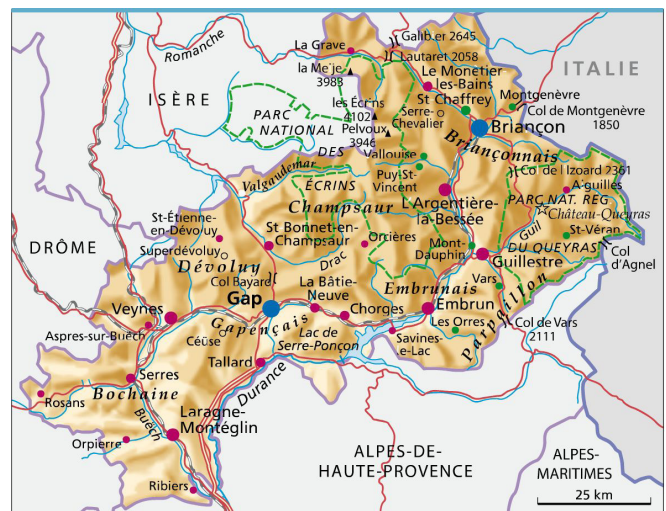 Romanche
La Grave
Galibier 2645
Lautaret 2058
la Meije
3983
Le Monetier
les-Bains
ITALIE
ISÈRE
les Écrins
4102
St Chaffrey
Montgenèvre
Serre-
Chevalier
Col de Montgenèvre
1850
PARC
NATIONAL
DES
ÉCRINS
Pelvoux
3946
Briançon
Briançonnais
Vallouise
Valgaudemar
Puy-St-
Vincent
Col de l Izoard 2361
Aiguilles
PARC NAT. RÉG
DU QUEYRAS
Château-Queyras
Champsaur
L'Argentière-
la-Bessée
St-Étienne-
en-Dévoluy
St Bonnet-en-
Champsaur
Orcières
Guil
St-Véran
DRÔME
Superdévoluy
Drac
Mont-
Dauphin
Guillestre
Col
d'Agnel
Dévoluy
Col Bayard
Gap
La Bâtie-
Neuve
Embrunais
Vars
Parpaillon
Veynes
Gapençais
Chorges
Embrun
Aspres-sur-Buëch
Céüse
Lac de
Serre-Ponçon
Les Orres
Col de Vars
2111
Savines-
le-Lac
Tallard
Durance
Serres
Bochaine
Rosans
Buëch
Laragne-
Montéglin
Orpierre
Ribiers
ALPES-DE-
HAUTE-PROVENCE
ALPES-
MARITIMES
25 km